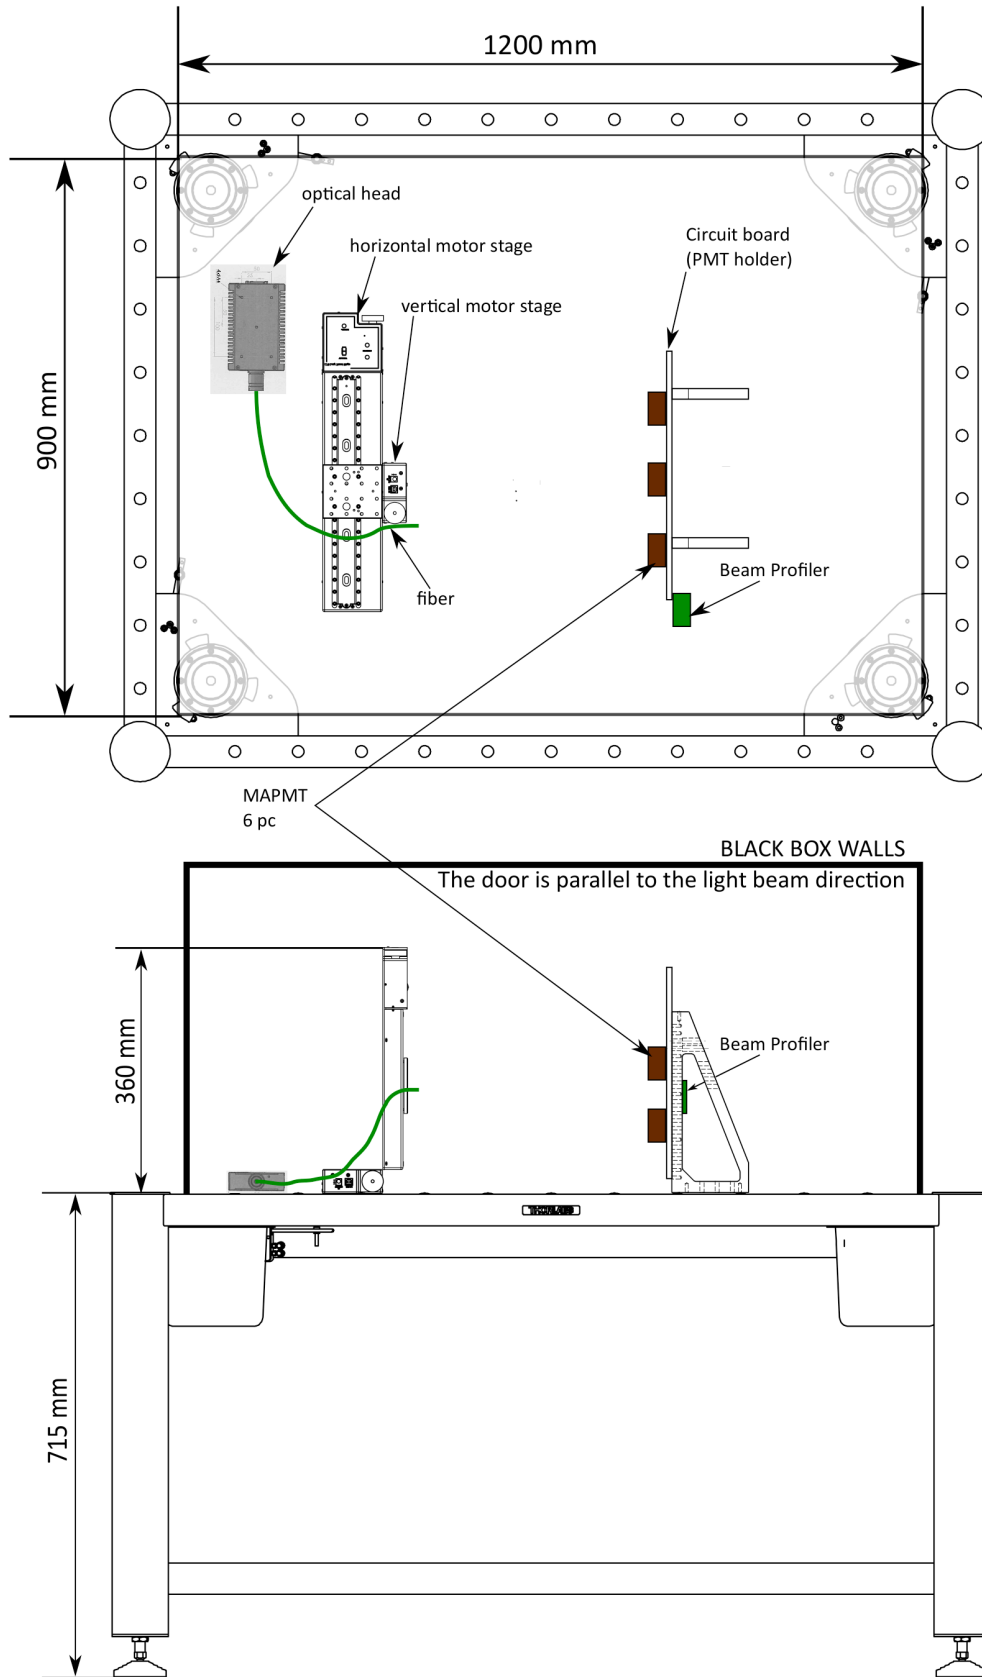 1200 mm
optical head
horizontal motor stage
vertical motor stage
Circuit board
(PMT holder)
900 mm
Beam Profiler
fiber
MAPMT
6 pc
BLACK BOX WALLS
The door is parallel to the light beam direction
360 mm
Beam Profiler
THORLABS
715 mm